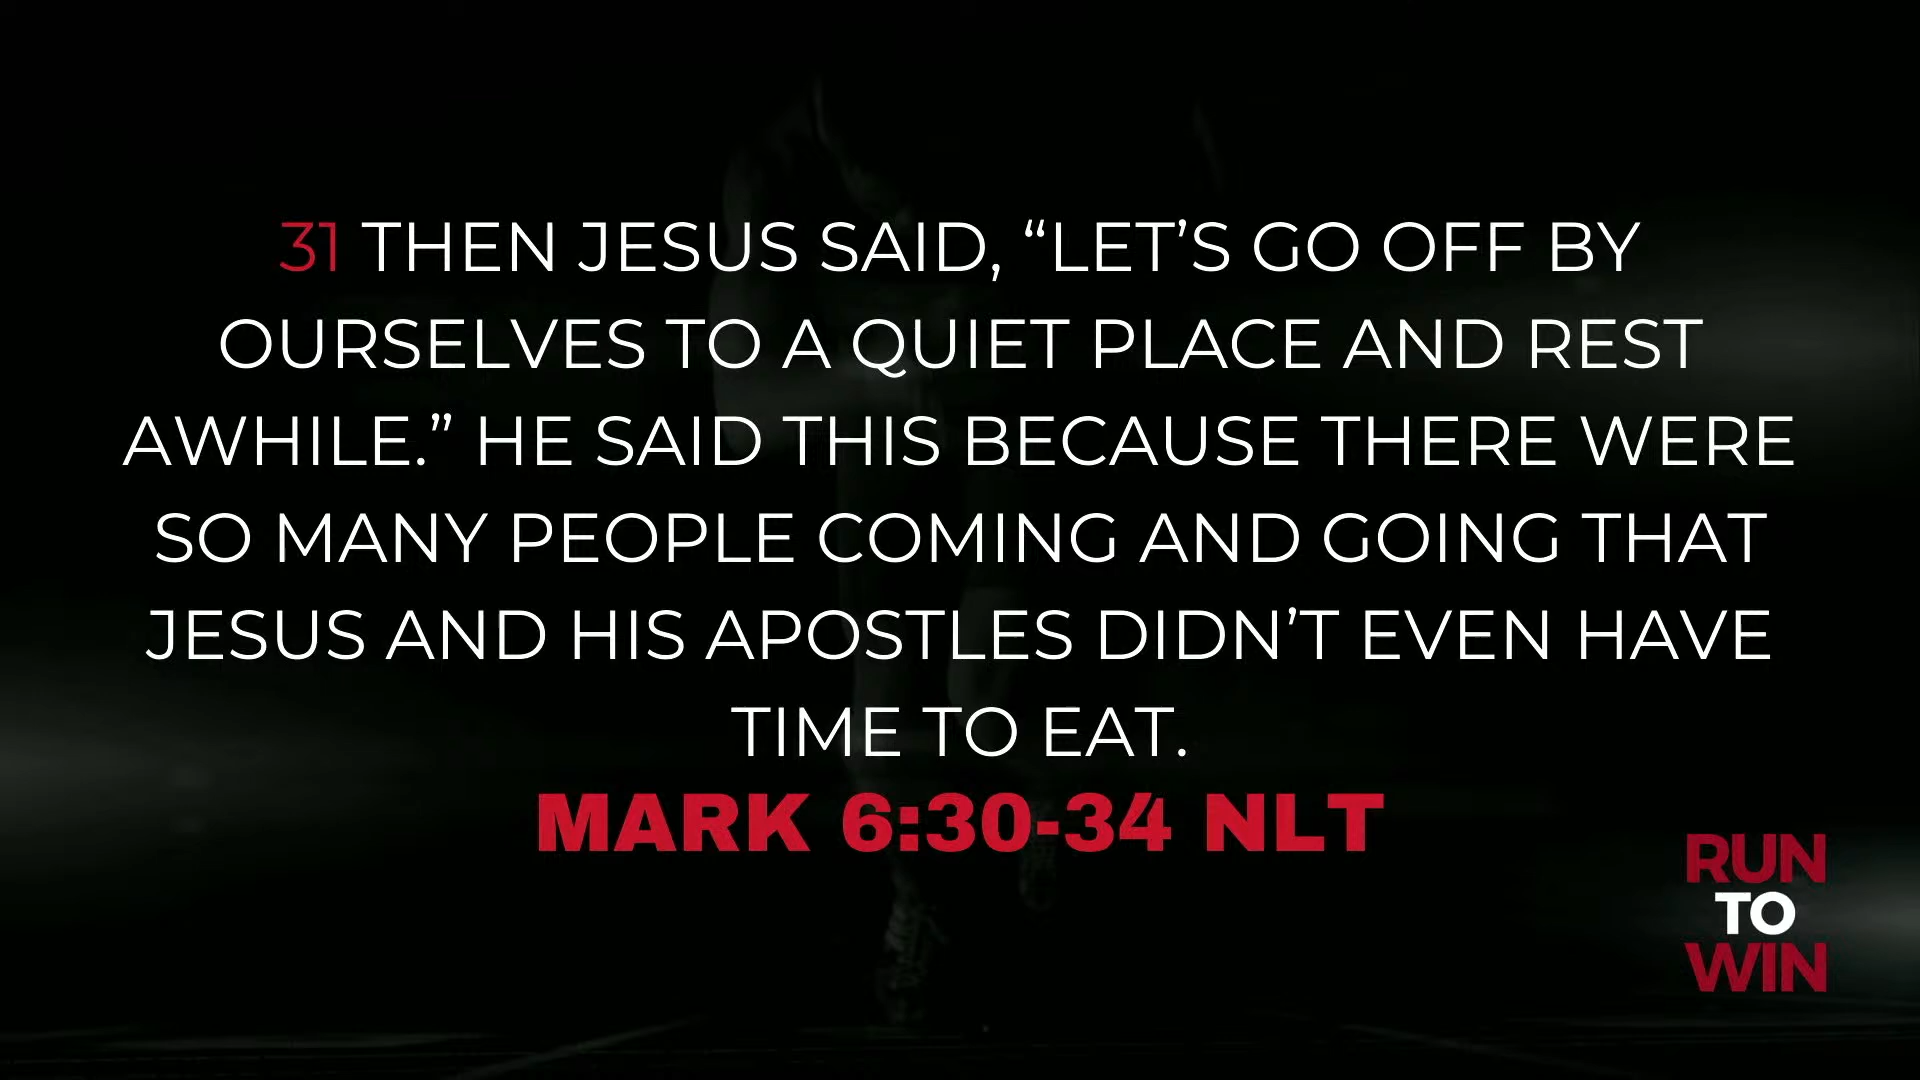 31 THEN JESUS SAID, “LET’S GO OFF BY
OURSELVES TO A QUIET PLACE AND REST
AWHILE.” HE SAID THIS BECAUSE THERE WERE
SO MANY PEOPLE COMING AND GOING THAT
JESUS AND HIS APOSTLES DIDN’T EVEN HAVE
TIME TO EAT.
MARK 6:30-34 NLT
RUN
TO
WIN